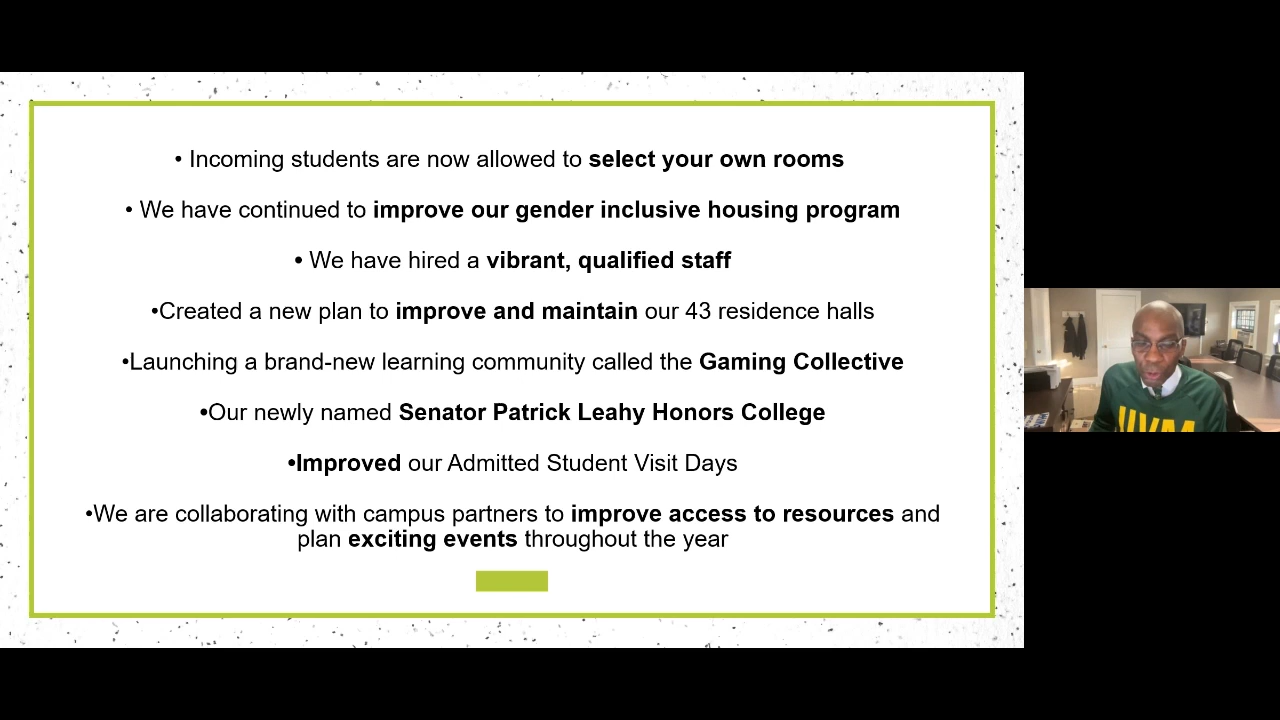 • Incoming students are now allowed to select your own rooms
• We have continued to improve our gender inclusive housing program
• We have hired a vibrant, qualified staff
•Created a new plan to improve and maintain our 43 residence halls
•Launching a brand-new learning community called the Gaming Collective
•Our newly named Senator Patrick Leahy Honors College
•Improved our Admitted Student Visit Days
•We are collaborating with campus partners to improve access to resources and
plan exciting events throughout the year
UVM